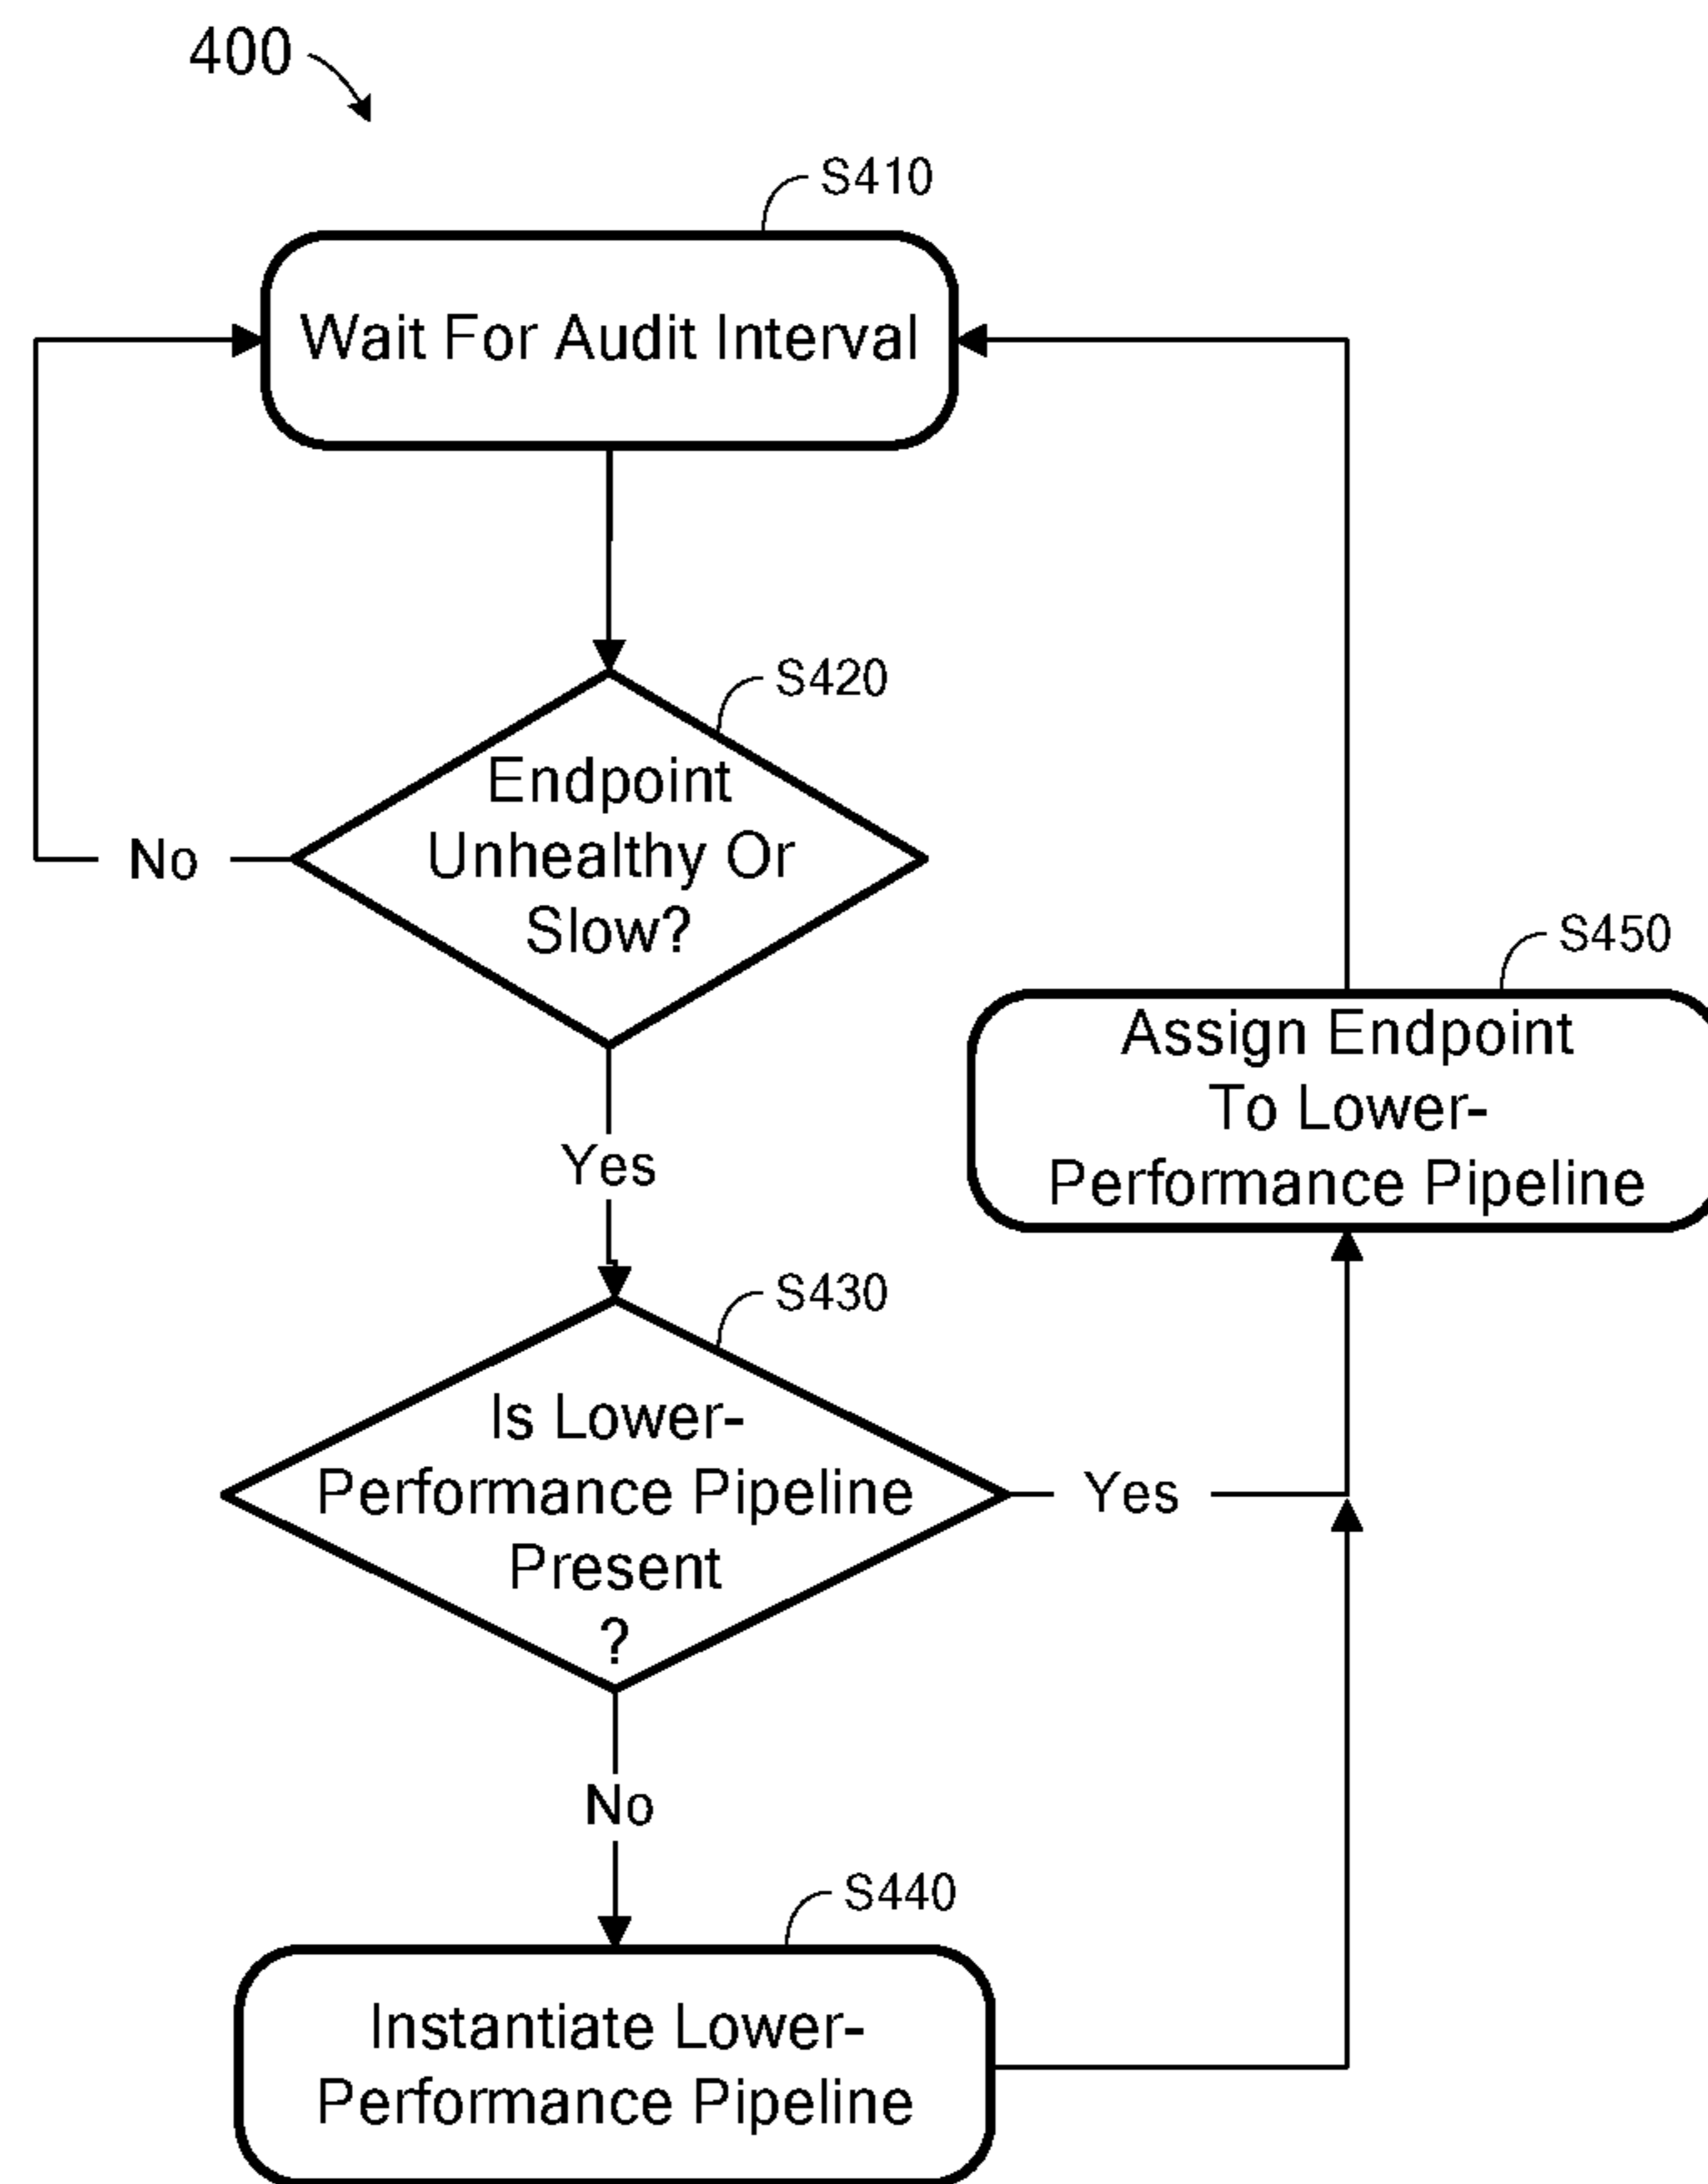 400
S410
Wait For Audit Interval
S420
Endpoint
Unhealthy Or
Slow?
No
S450
Assign Endpoint
To Lower-
Performance Pipeline
Yes
S430
Is Lower-
Performance Pipeline
Present
?
Yes
No
S440
Instantiate Lower-
Performance Pipeline